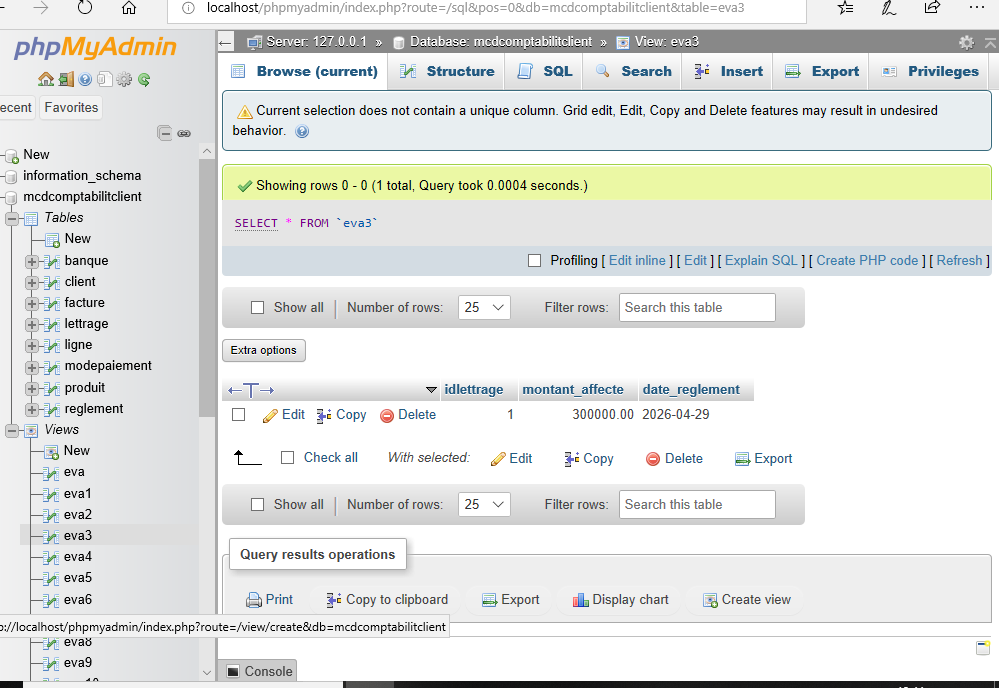 localhost/phpmyadmin/index.php?route=/sql&pos=0&db=mcdcomptabilitclient&table=eva3
phpMyAdmin
ecent Favorites
New
information_schema
mcdcomptabilitclient
Tables
New
banque
client
facture
lettrage
ligne
modepaiement
produit
reglement
Views
New
eva
eva1
eva2
eva3
eva4
eva5
eva6
p://localhost/phpmyadmin/index.php?route=/view/create&db=mcdcomptabilitclient
eva8
eva9
Server: 127.0.0.1 » Database: mcdcomptabilitclient » View: eva3
Browse (current) Structure SQL Search Insert Export Privileges
Current selection does not contain a unique column. Grid edit, Edit, Copy and Delete features may result in undesired
behavior.
Showing rows 0 - 0 (1 total, Query took 0.0004 seconds.)
SELECT * FROM `eva3`
Profiling [ Edit inline ] [ Edit ] [ Explain SQL ] [ Create PHP code ] [ Refresh ]
Show all Number of rows: 25 Filter rows: Search this table
Extra options
←T→ idlettrage montant_affecte date_reglement
Edit Copy Delete 1 300000.00 2026-04-29
Check all With selected: Edit Copy Delete Export
Show all Number of rows: 25 Filter rows: Search this table
Query results operations
Print Copy to clipboard Export Display chart Create view
Console